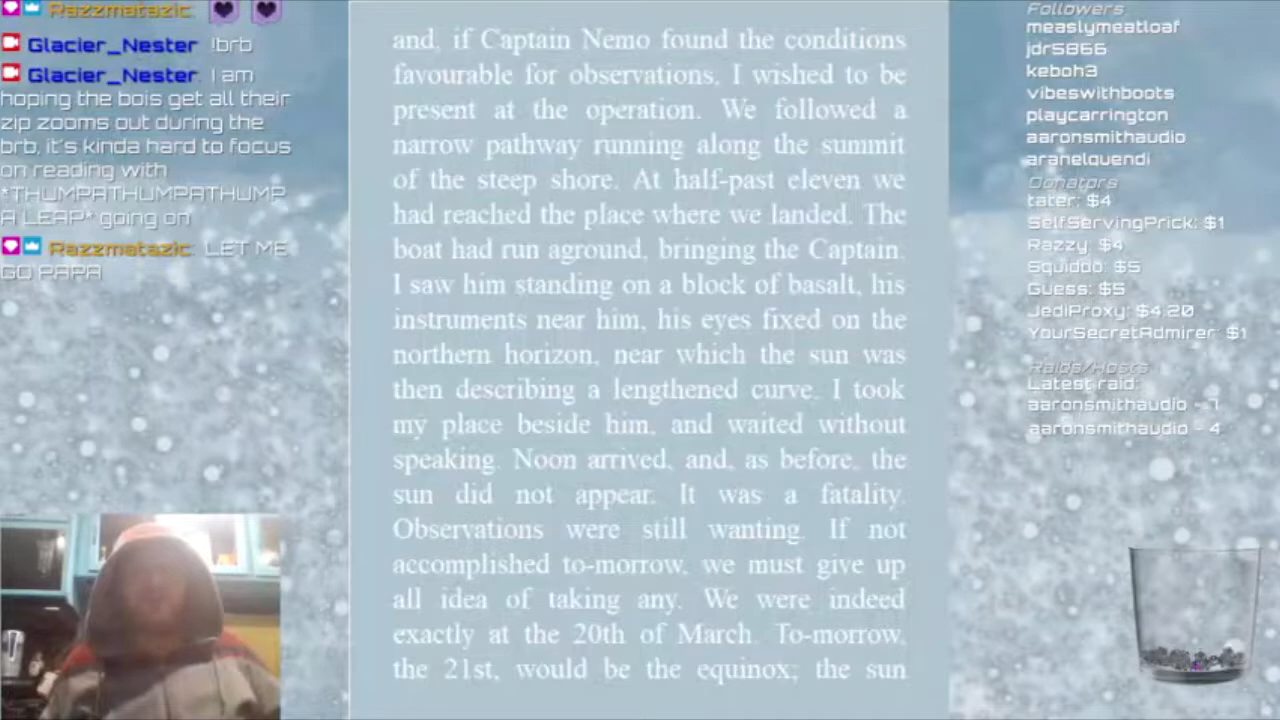 Razzmatazic:
Glacier_Nester: !brb
Glacier_Nester: I am
hoping the bois get all their
zip zooms out during the
brb, it's kinda hard to focus
on reading with
*THUMPATHUMPATHUMP
A LEAP* going on
Razzmatazic: LET ME
GO PAPA
and, if Captain Nemo found the conditions
favourable for observations, I wished to be
present at the operation. We followed a
narrow pathway running along the summit
of the steep shore. At half-past eleven we
had reached the place where we landed. The
boat had run aground, bringing the Captain.
I saw him standing on a block of basalt, his
instruments near him, his eyes fixed on the
northern horizon, near which the sun was
then describing a lengthened curve. I took
my place beside him, and waited without
speaking. Noon arrived, and, as before, the
sun did not appear. It was a fatality.
Observations were still wanting. If not
accomplished to-morrow, we must give up
all idea of taking any. We were indeed
exactly at the 20th of March. To-morrow,
the 21st, would be the equinox; the sun
Followers
measlymeatloaf
jdr5866
keboh3
vibeswithboots
playcarrington
aaronsmithaudio
aranelquendi
Donators
tater: $4
SelfServingPrick: $1
Razzy: $4
Squidoo: $5
Guess: $5
JediProxy: $4.20
YourSecretAdmirer: $1
Raids/Hosts
Latest raid:
aaronsmithaudio - 1
aaronsmithaudio - 4